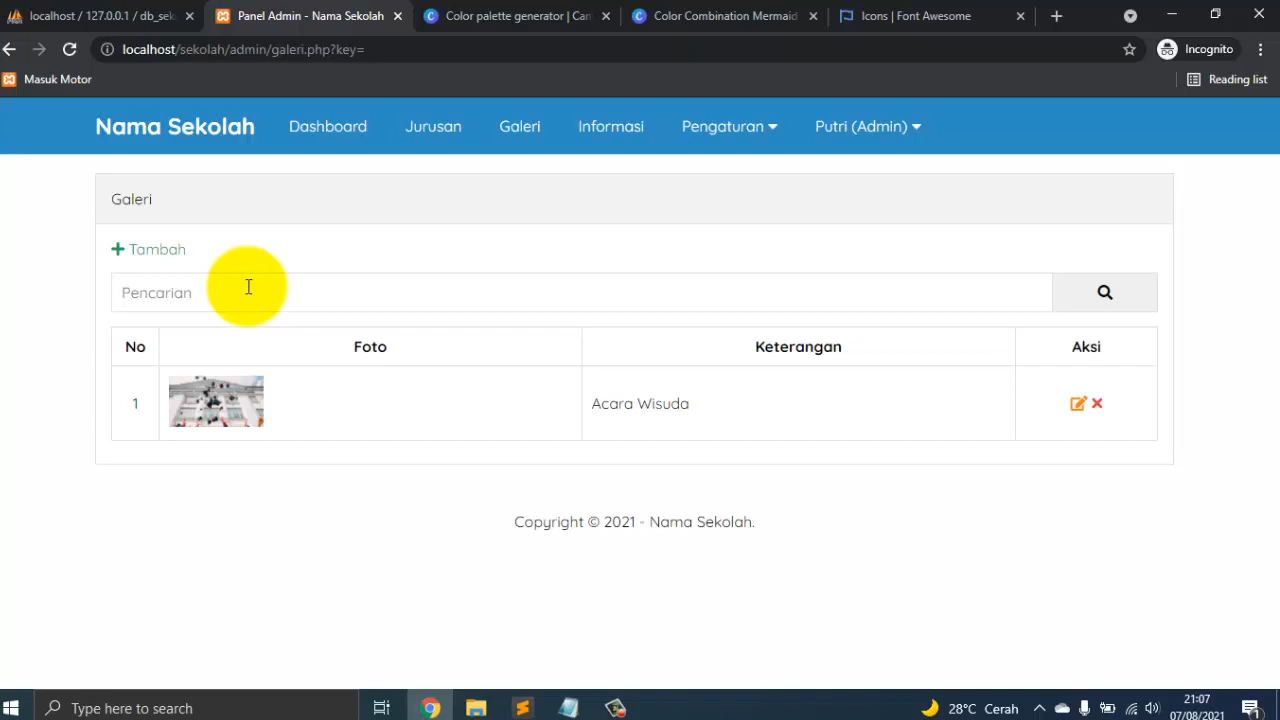 localhost / 127.0.0.1 / db_sek
Panel Admin - Nama Sekolah
Color palette generator | Can
Color Combination Mermaid
Icons | Font Awesome
localhost/sekolah/admin/galeri.php?key=
Incognito
Masuk Motor
Reading list
Nama Sekolah
Dashboard
Jurusan
Galeri
Informasi
Pengaturan
Putri (Admin)
Galeri
Tambah
Pencarian
No
Foto
Keterangan
Aksi
1
Acara Wisuda
Copyright © 2021 - Nama Sekolah.
Type here to search
28°C Cerah
21:07
07/08/2021
1